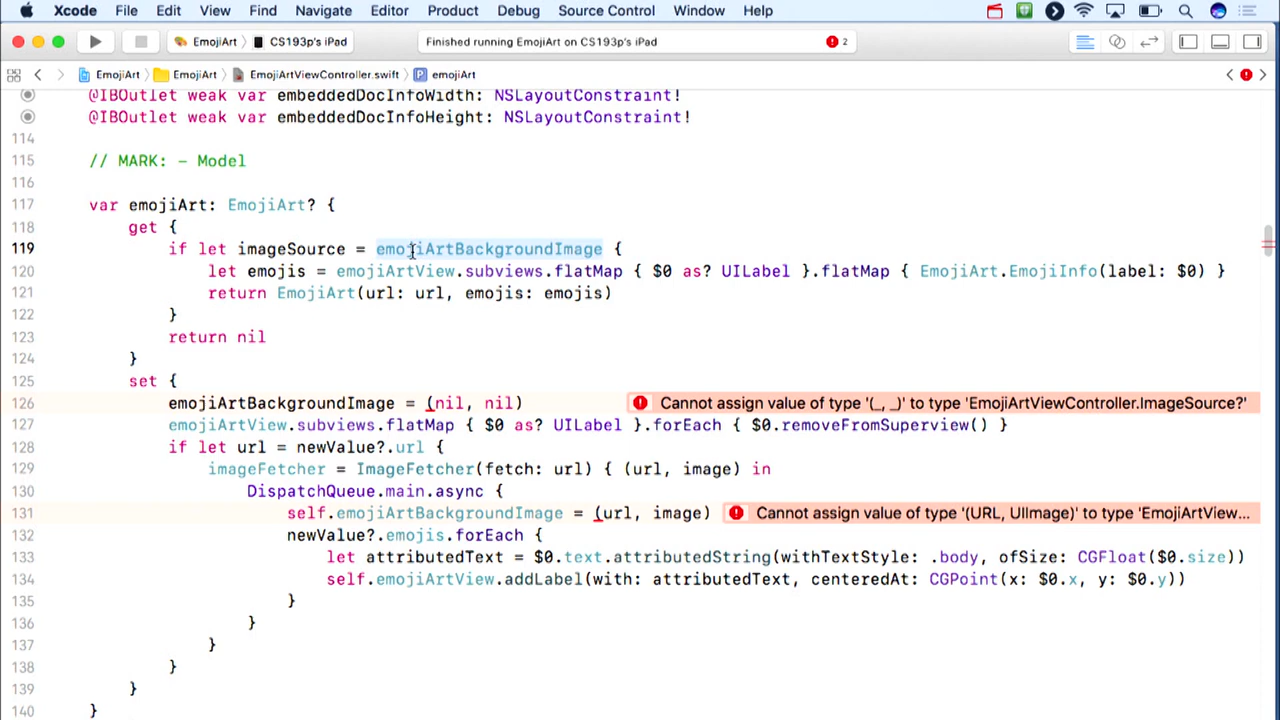 Xcode File Edit View Find Navigate Editor Product Debug Source Control Window Help
EmojiArt CS193p's iPad Finished running EmojiArt on CS193p's iPad 2
EmojiArt EmojiArt EmojiArtViewController.swift P emojiArt
@IBOutlet weak var embeddedDocInfoWidth: NSLayoutConstraint!
@IBOutlet weak var embeddedDocInfoHeight: NSLayoutConstraint!
114
115 // MARK: - Model
116
117 var emojiArt: EmojiArt? {
118 get {
119 if let imageSource = emojiArtBackgroundImage {
120 let emojis = emojiArtView.subviews.flatMap { $0 as? UILabel }.flatMap { EmojiArt.EmojiInfo(label: $0) }
121 return EmojiArt(url: url, emojis: emojis)
122 }
123 return nil
124 }
125 set {
126 emojiArtBackgroundImage = (nil, nil) Cannot assign value of type '(_, _)' to type 'EmojiArtViewController.ImageSource?'
127 emojiArtView.subviews.flatMap { $0 as? UILabel }.forEach { $0.removeFromSuperview() }
128 if let url = newValue?.url {
129 imageFetcher = ImageFetcher(fetch: url) { (url, image) in
130 DispatchQueue.main.async {
131 self.emojiArtBackgroundImage = (url, image) Cannot assign value of type '(URL, UIImage)' to type 'EmojiArtView...
132 newValue?.emojis.forEach {
133 let attributedText = $0.text.attributedString(withTextStyle: .body, ofSize: CGFloat($0.size))
134 self.emojiArtView.addLabel(with: attributedText, centeredAt: CGPoint(x: $0.x, y: $0.y))
135 }
136 }
137 }
138 }
139 }
140 }